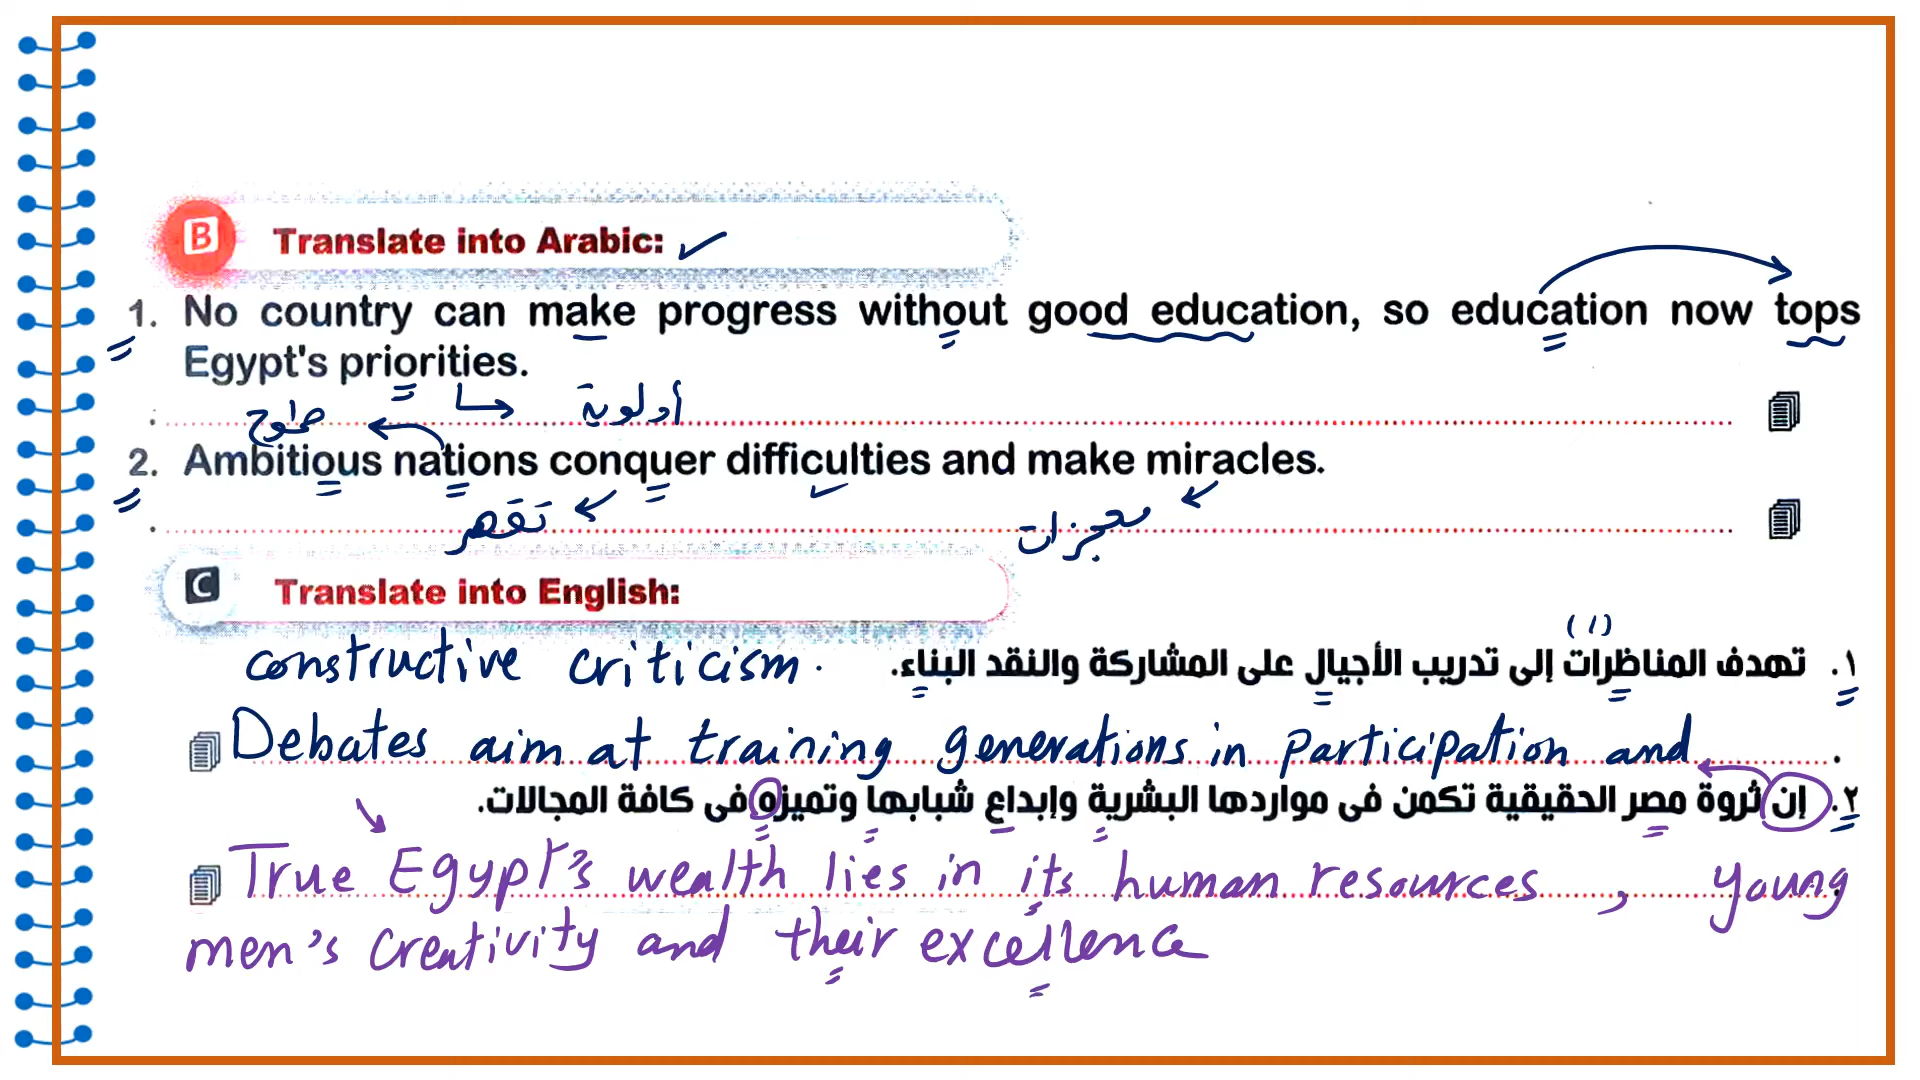 B Translate into Arabic:
1. No country can make progress without good education, so education now tops
Egypt's priorities.
طموح أولوية
2. Ambitious nations conquer difficulties and make miracles.
تقهر معجزات
C Translate into English:
(1)
١. تهدف المناظرات إلى تدريب الأجيال على المشاركة والنقد البناء.
constructive criticism.
Debates aim at training generations in participation and
٢. إن ثروة مصر الحقيقية تكمن فى مواردها البشرية وإبداع شبابها وتميزه فى كافة المجالات.
True Egypt's wealth lies in its human resources, young
men's creativity and their excellence